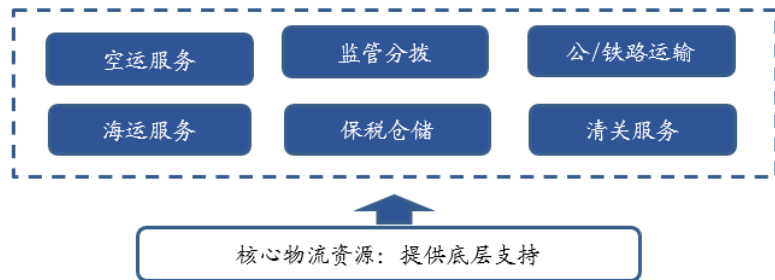 空运服务
监管分拨
公/铁路运输
海运服务
保税仓储
清关服务
核心物流资源：提供底层支持